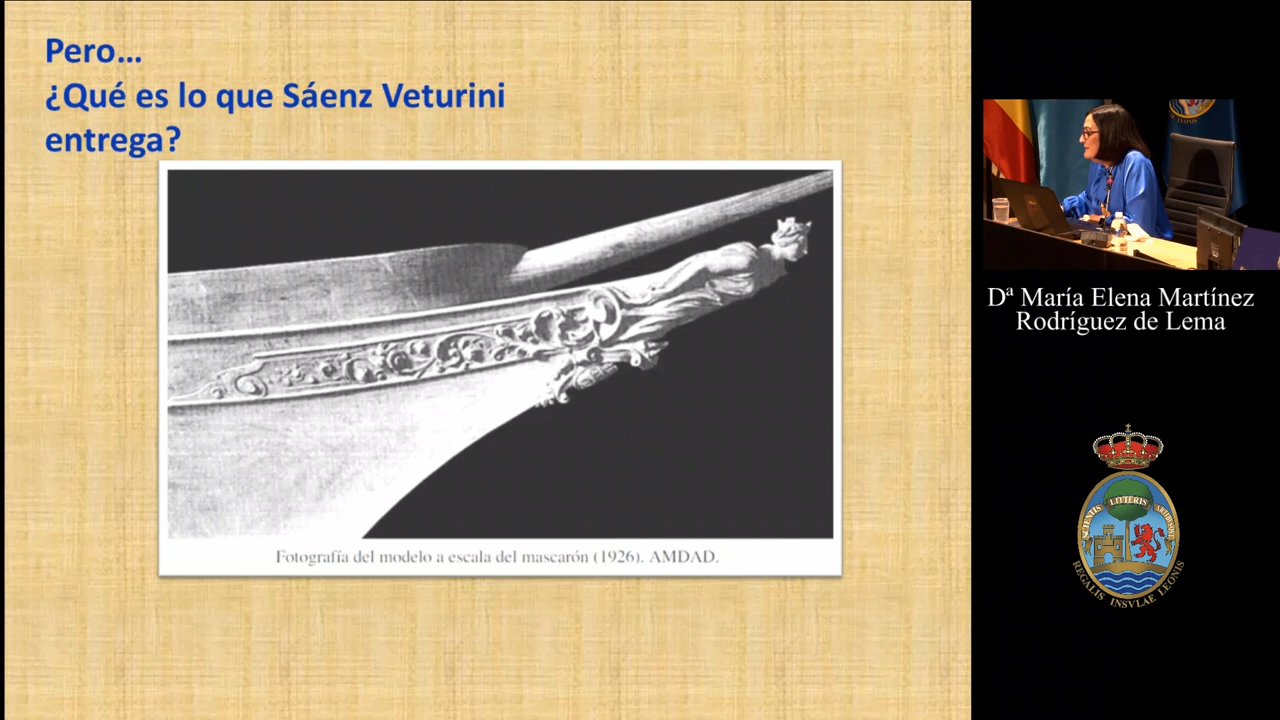 Pero...
¿Qué es lo que Sáenz Veturini
entrega?
Fotografía del modelo a escala del mascarón (1926). AMDAD.
Dª María Elena Martínez
Rodríguez de Lema
SCIENTIIS LITTERIS ARTIBUSQUE
REGALIS INSVLAE LEONIS